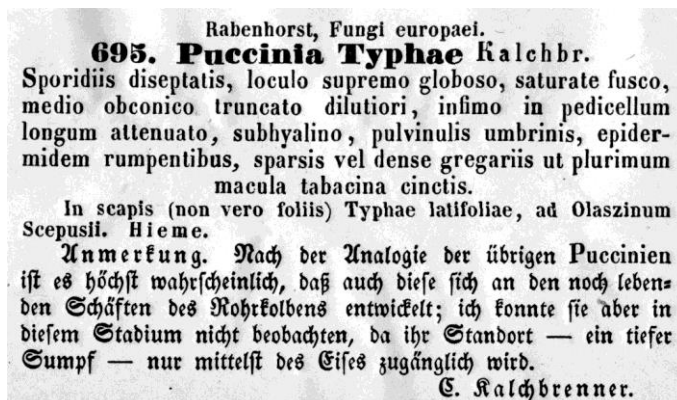 Rabenhorst, Fungi europaei.
695. Puccinia Typhae Kalchbr.
Sporidiis diseptatis, loculo supremo globoso, saturate fusco,
medio obconico truncato dilutiori, infimo in pedicellum
longum attenuato, subhyalino, pulvinulis umbrinis, epider-
midem rumpentibus, sparsis vel dense gregariis ut plurimum
macula tabacina cinctis.
In scapis (non vero foliis) Typhae latifoliae, ad Olaszinum
Scepusii. Hieme.
Anmerkung. Nach der Analogie der übrigen Puccinien
ist es höchst wahrscheinlich, daß auch diese sich an den noch leben-
den Schäften des Rohrkolbens entwickelt; ich konnte sie aber in
diesem Stadium nicht beobachten, da ihr Standort — ein tiefer
Sumpf — nur mittelst des Eises zugänglich wird.
C. Kalchbrenner.